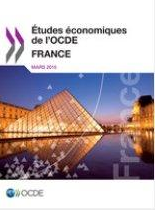 Études économiques
de l'OCDE
FRANCE
MARS 2015
France
OCDE